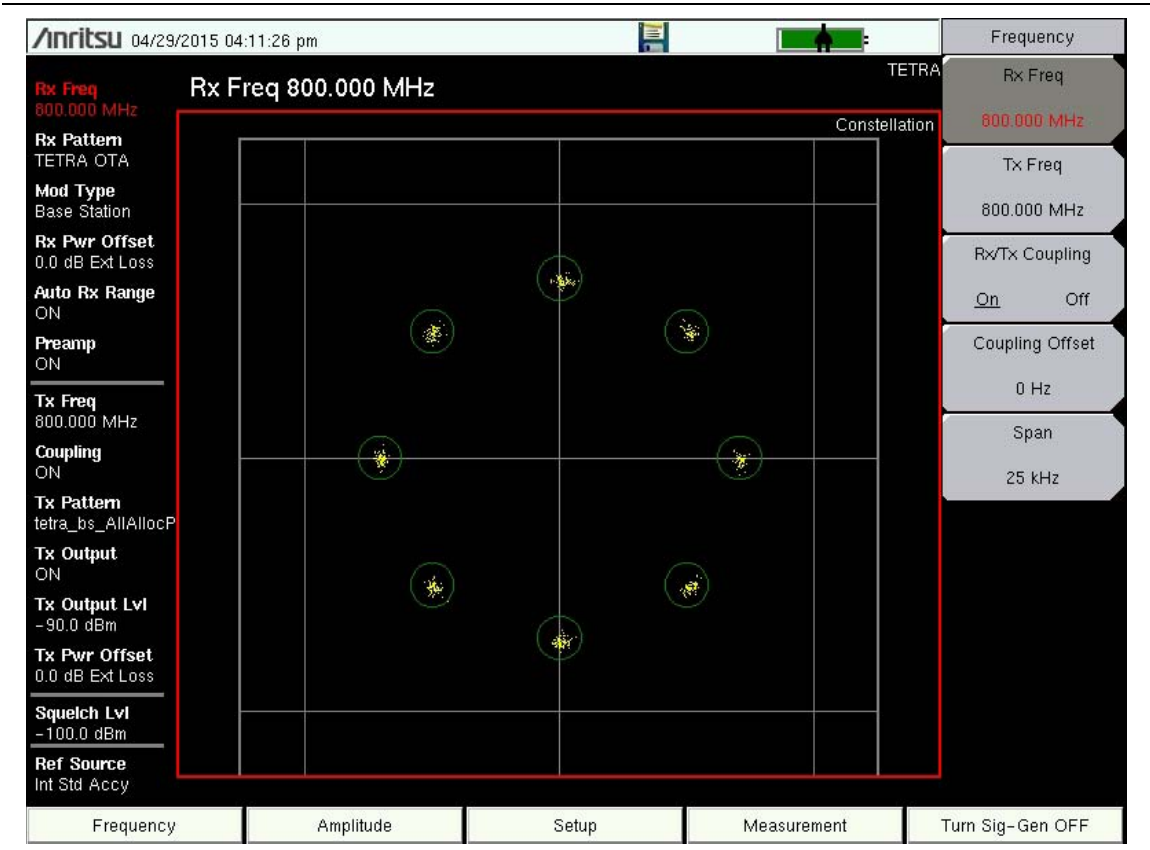 Anritsu 04/29/2015 04:11:26 pm
Frequency
Rx Freq
800.000 MHz
Rx Pattern
TETRA OTA
Mod Type
Base Station
Rx Pwr Offset
0.0 dB Ext Loss
Auto Rx Range
ON
Preamp
ON
Tx Freq
800.000 MHz
Coupling
ON
Tx Pattern
tetra_bs_AllAllocP
Tx Output
ON
Tx Output Lvl
-90.0 dBm
Tx Pwr Offset
0.0 dB Ext Loss
Squelch Lvl
-100.0 dBm
Ref Source
Int Std Accy
Rx Freq 800.000 MHz
TETRA
Constellation
Rx Freq
800.000 MHz
Tx Freq
800.000 MHz
Rx/Tx Coupling
On Off
Coupling Offset
0 Hz
Span
25 kHz
Frequency
Amplitude
Setup
Measurement
Turn Sig-Gen OFF